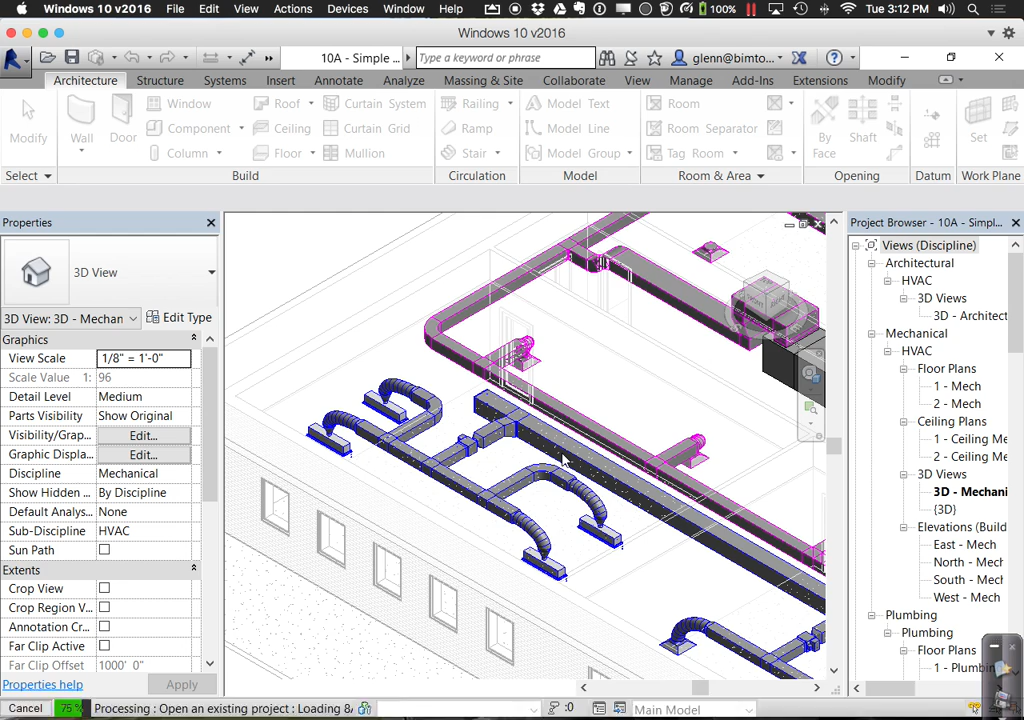 Windows 10 v2016 File Edit View Actions Devices Window Help 100% Tue 3:12 PM
Windows 10 v2016
10A - Simple ... Type a keyword or phrase glenn@bimto...
Architecture Structure Systems Insert Annotate Analyze Massing & Site Collaborate View Manage Add-Ins Extensions Modify
Modify Wall Door Window Roof Curtain System Railing Model Text Room By Face Shaft Set
Component Ceiling Curtain Grid Ramp Model Line Room Separator
Column Floor Mullion Stair Model Group Tag Room
Select Build Circulation Model Room & Area Opening Datum Work Plane
Properties
3D View
3D View: 3D - Mechan Edit Type
Graphics
View Scale 1/8" = 1'-0"
Scale Value 1: 96
Detail Level Medium
Parts Visibility Show Original
Visibility/Grap... Edit...
Graphic Displa... Edit...
Discipline Mechanical
Show Hidden ... By Discipline
Default Analys... None
Sub-Discipline HVAC
Sun Path
Extents
Crop View
Crop Region V...
Annotation Cr...
Far Clip Active
Far Clip Offset 1000' 0"
Properties help Apply
Project Browser - 10A - Simpl...
Views (Discipline)
Architectural
HVAC
3D Views
3D - Architect
Mechanical
HVAC
Floor Plans
1 - Mech
2 - Mech
Ceiling Plans
1 - Ceiling Me
2 - Ceiling Me
3D Views
3D - Mechani
{3D}
Elevations (Build
East - Mech
North - Mech
South - Mech
West - Mech
Plumbing
Plumbing
Floor Plans
1 - Plumbin
Cancel 75 % Processing : Open an existing project : Loading &/ :0 Main Model